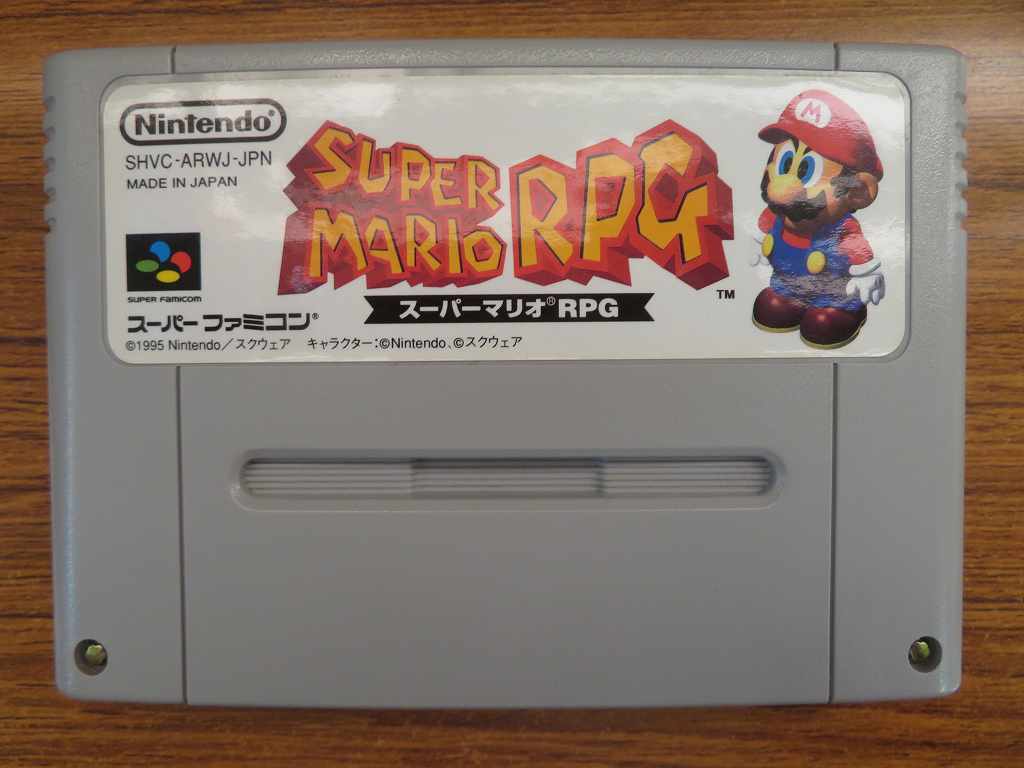 Nintendo®
SHVC-ARWJ-JPN
MADE IN JAPAN
SUPER FAMICOM
スーパーファミコン®
SUPER
MARIO RPG
TM
スーパーマリオ®RPG
M
©1995 Nintendo/スクウェア キャラクター:©Nintendo、©スクウェア